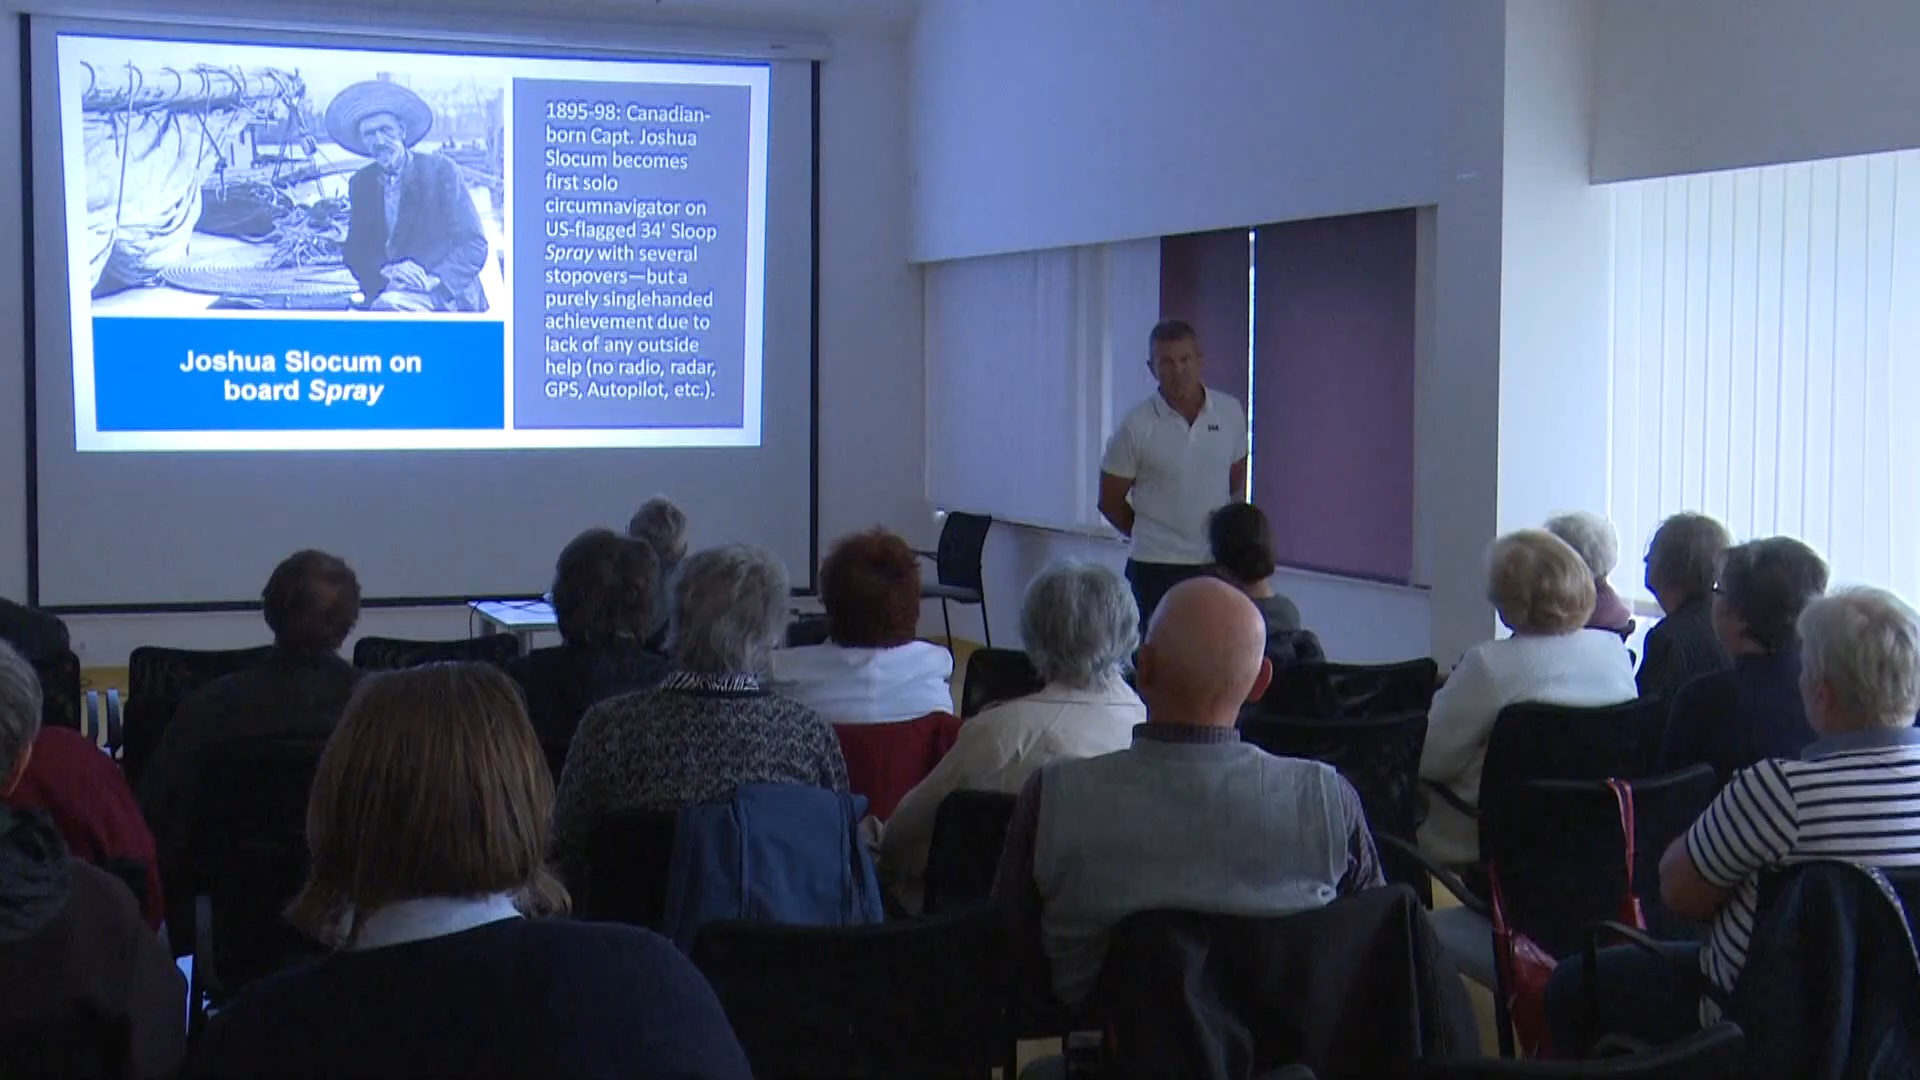 Joshua Slocum on
board Spray
1895-98: Canadian-
born Capt. Joshua
Slocum becomes
first solo
circumnavigator on
US-flagged 34' Sloop
Spray with several
stopovers—but a
purely singlehanded
achievement due to
lack of any outside
help (no radio, radar,
GPS, Autopilot, etc.).